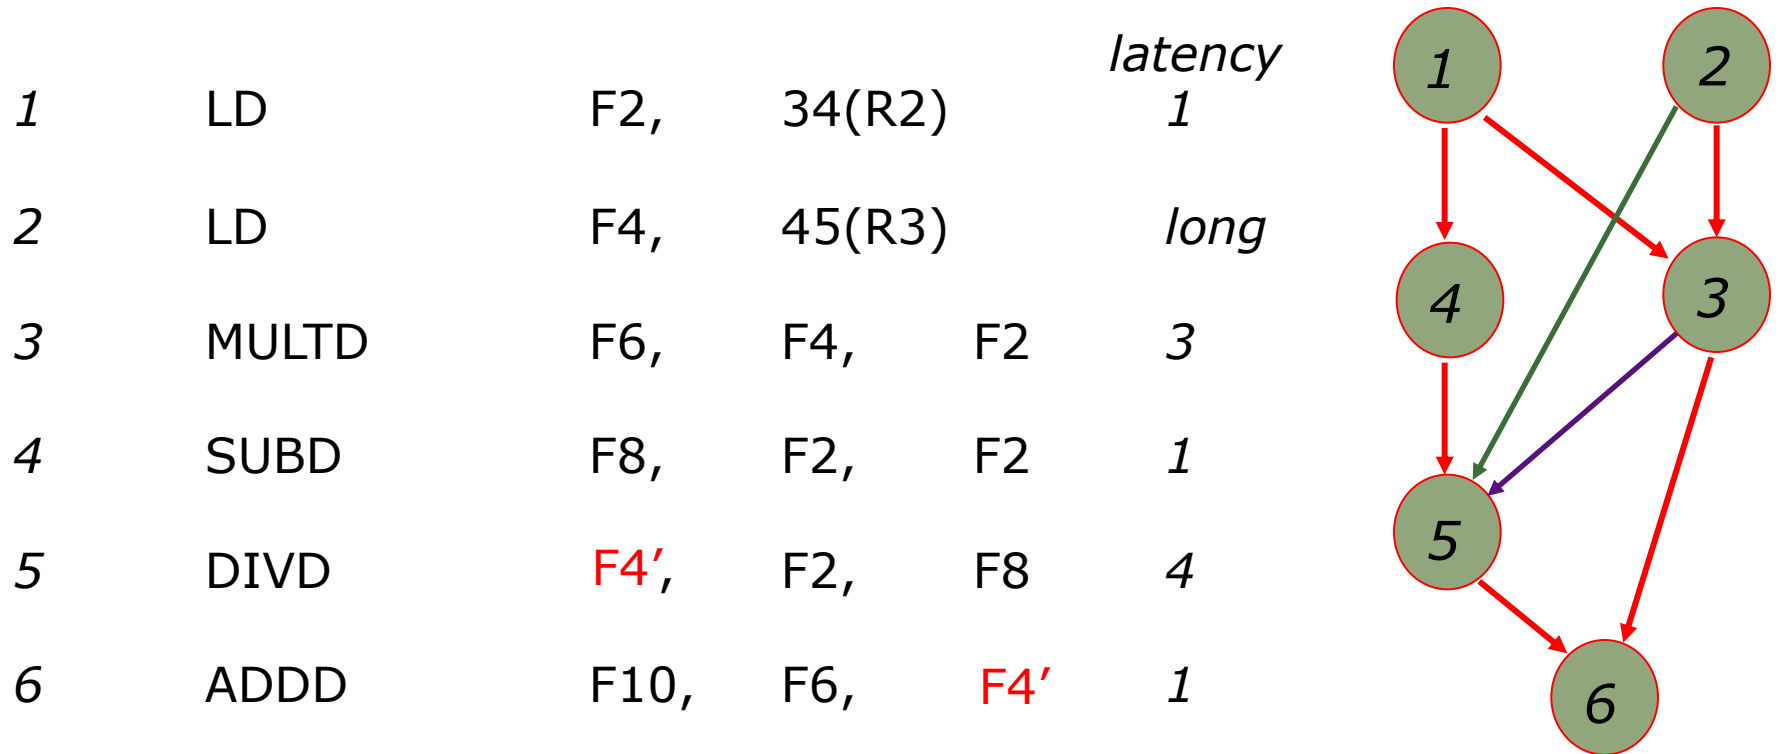 latency
1 LD F2, 34(R2) 1
2 LD F4, 45(R3) long
3 MULTD F6, F4, F2 3
4 SUBD F8, F2, F2 1
5 DIVD F4′, F2, F8 4
6 ADDD F10, F6, F4′ 1
1 2
4 3
5
6